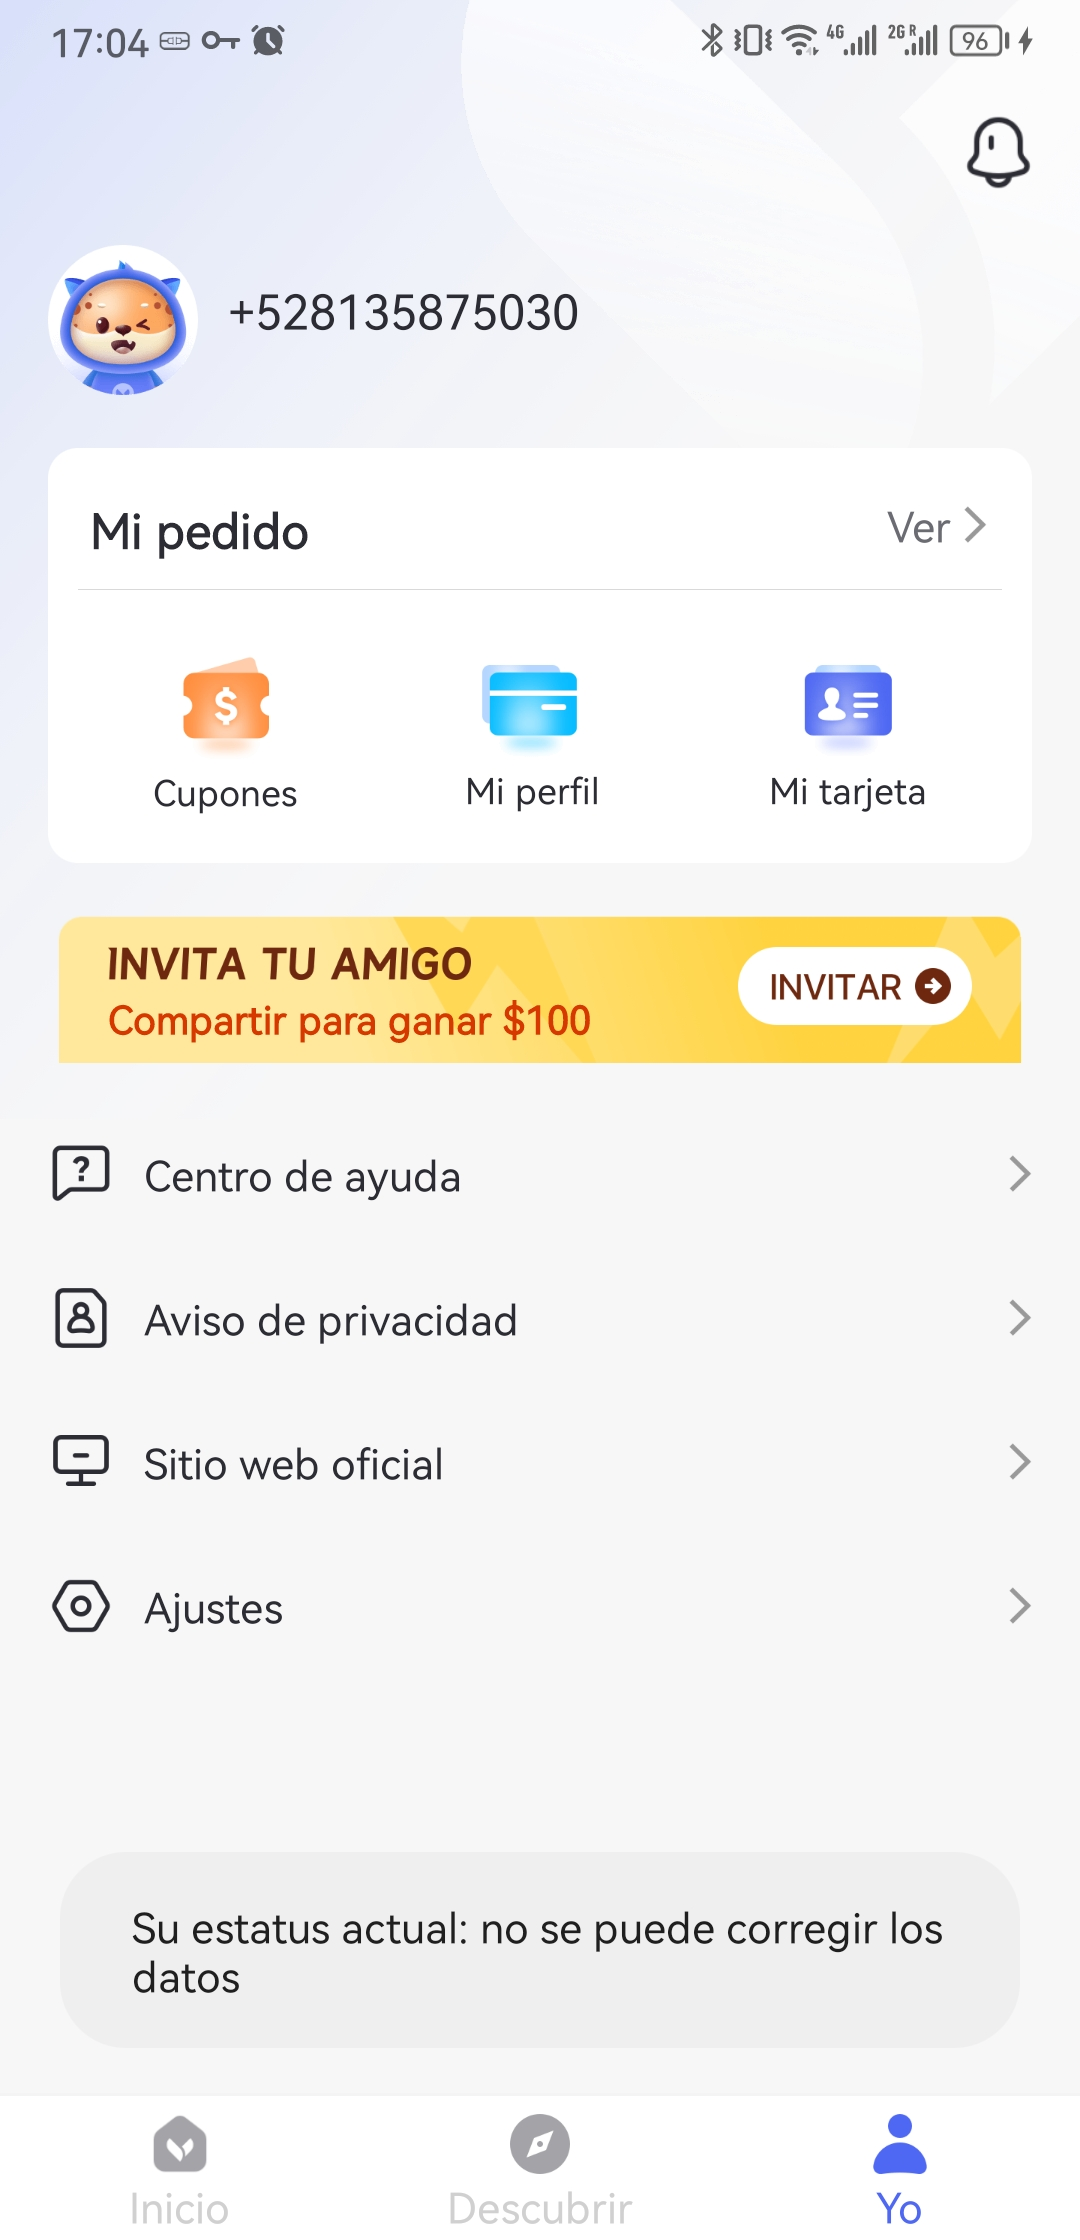 17:04
4G
2G R
96
+528135875030
Mi pedido
Ver
$
Cupones
Mi perfil
Mi tarjeta
INVITA TU AMIGO
INVITAR
Compartir para ganar $100
?
Centro de ayuda
Aviso de privacidad
Sitio web oficial
Ajustes
Su estatus actual: no se puede corregir los
datos
Inicio
Descubrir
Yo